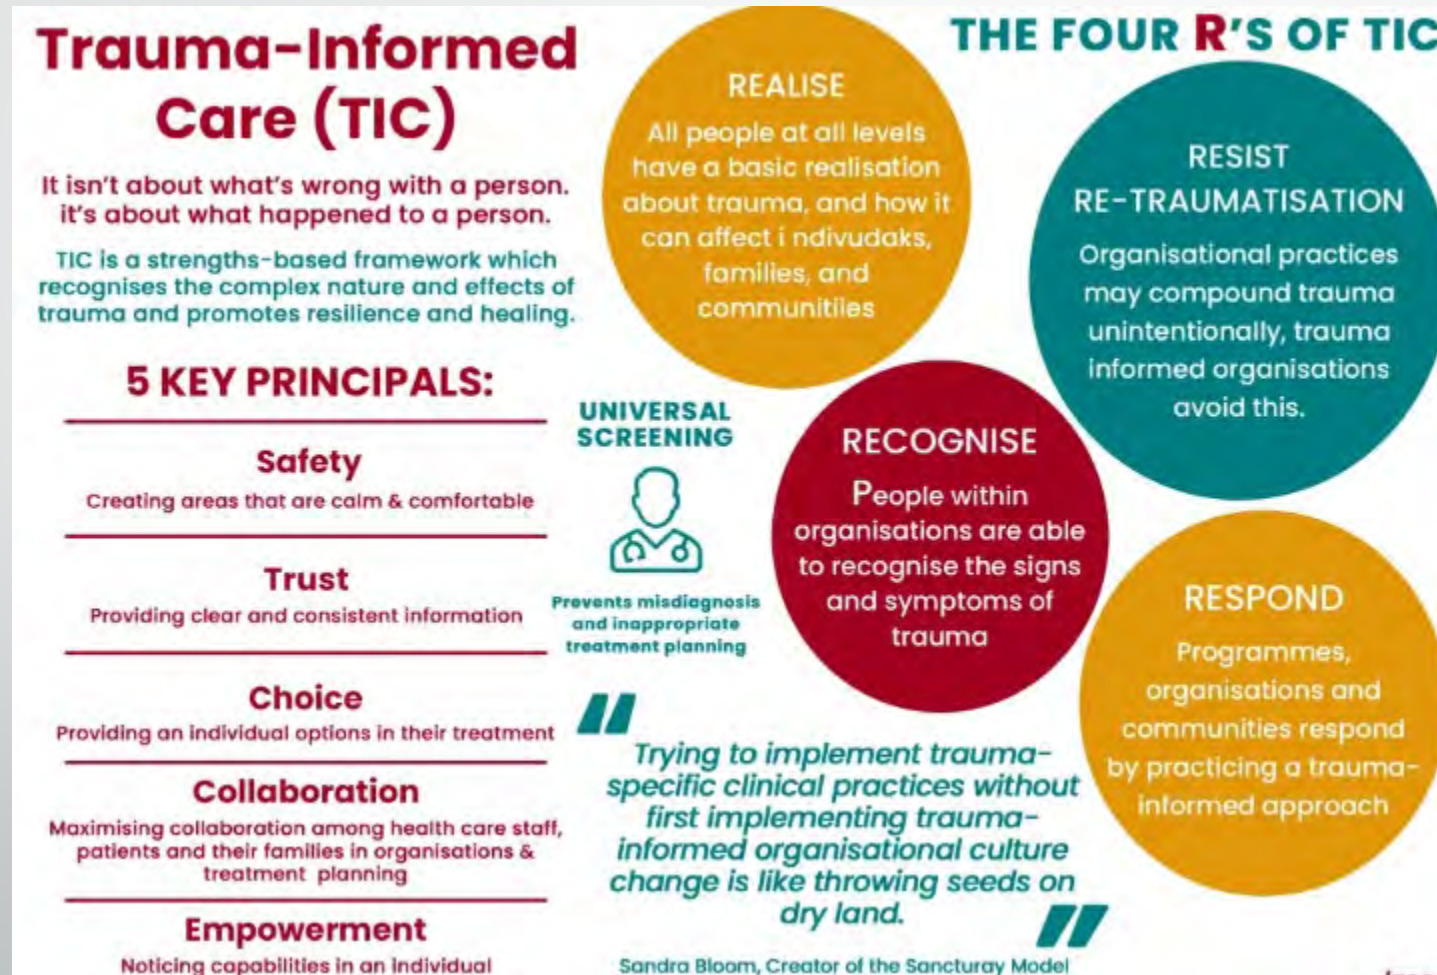 Trauma-Informed
Care (TIC)
It isn't about what's wrong with a person.
it's about what happened to a person.
TIC is a strengths-based framework which
recognises the complex nature and effects of
trauma and promotes resilience and healing.
5 KEY PRINCIPALS:
Safety
Creating areas that are calm & comfortable
Trust
Providing clear and consistent information
Choice
Providing an individual options in their treatment
Collaboration
Maximising collaboration among health care staff,
patients and their families in organisations &
treatment planning
Empowerment
Noticing capabilities in an individual
UNIVERSAL
SCREENING
Prevents misdiagnosis
and inappropriate
treatment planning
THE FOUR R'S OF TIC
REALISE
All people at all levels
have a basic realisation
about trauma, and how it
can affect i ndivudaks,
families, and
communitiles
RESIST
RE-TRAUMATISATION
Organisational practices
may compound trauma
unintentionally, trauma
informed organisations
avoid this.
RECOGNISE
People within
organisations are able
to recognise the signs
and symptoms of
trauma
RESPOND
Programmes,
organisations and
communities respond
by practicing a trauma-
informed approach
"
Trying to implement trauma-
specific clinical practices without
first implementing trauma-
informed organisational culture
change is like throwing seeds on
dry land.
"
Sandra Bloom, Creator of the Sancturay Model